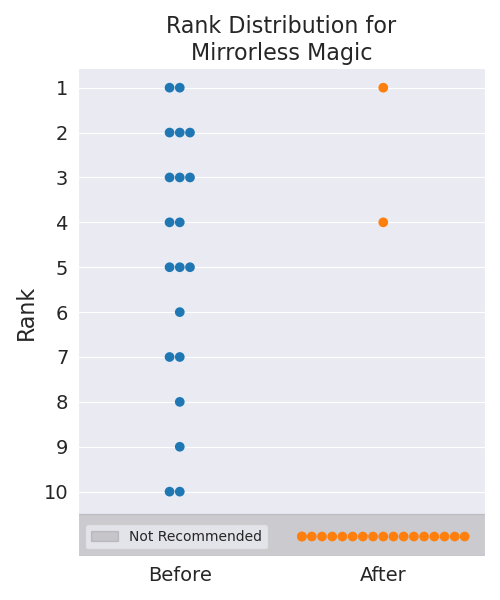 Rank Distribution for
Mirrorless Magic
Rank
1
2
3
4
5
6
7
8
9
10
Not Recommended
Before
After